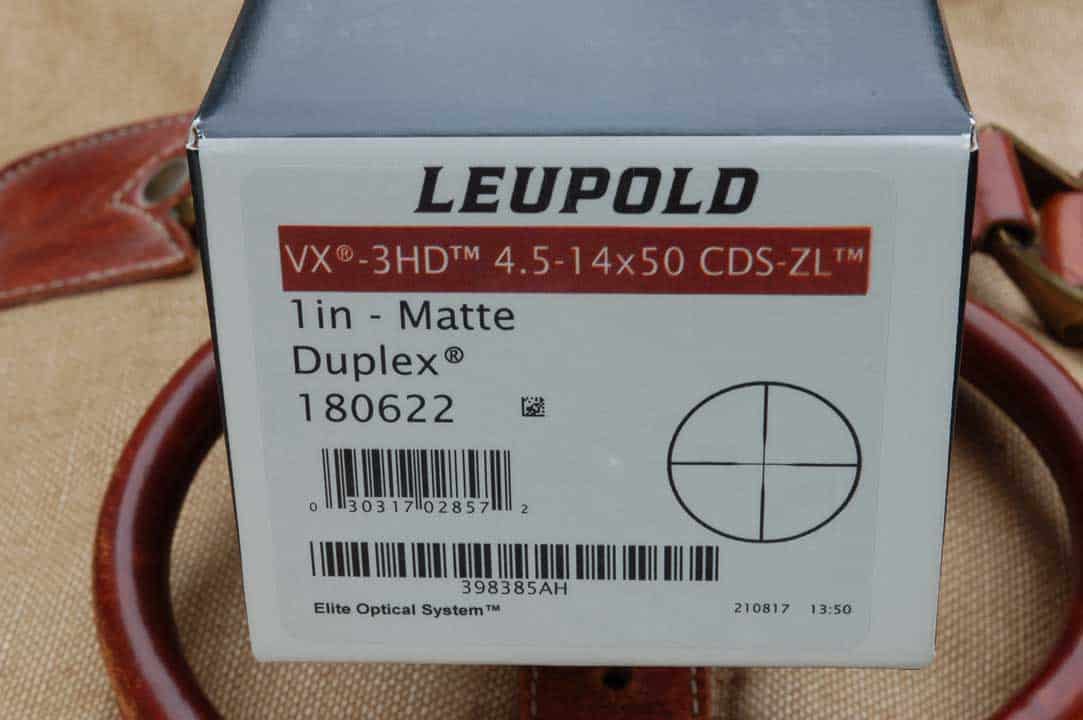 LEUPOLD
VX®-3HD™ 4.5-14x50 CDS-ZL™
1in - Matte
Duplex®
180622
0 30317 02857 2
398385AH
Elite Optical System™
210817 13:50